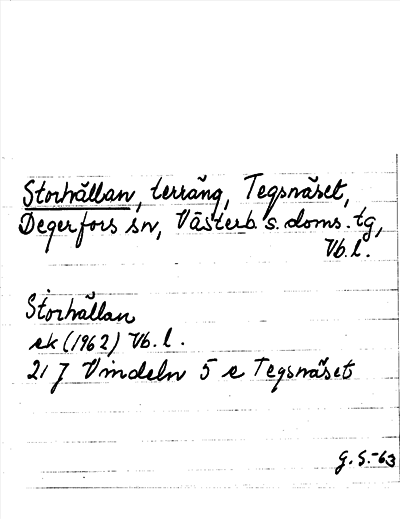 Storhällan, terräng, Tegsnäset,
Degerfors sn, Västerb s. doms. tg,
Vb.l.
Storhällan
ek (1962) Vb. l.
21 J Vindeln 5 e Tegsnäset
G.S.-63